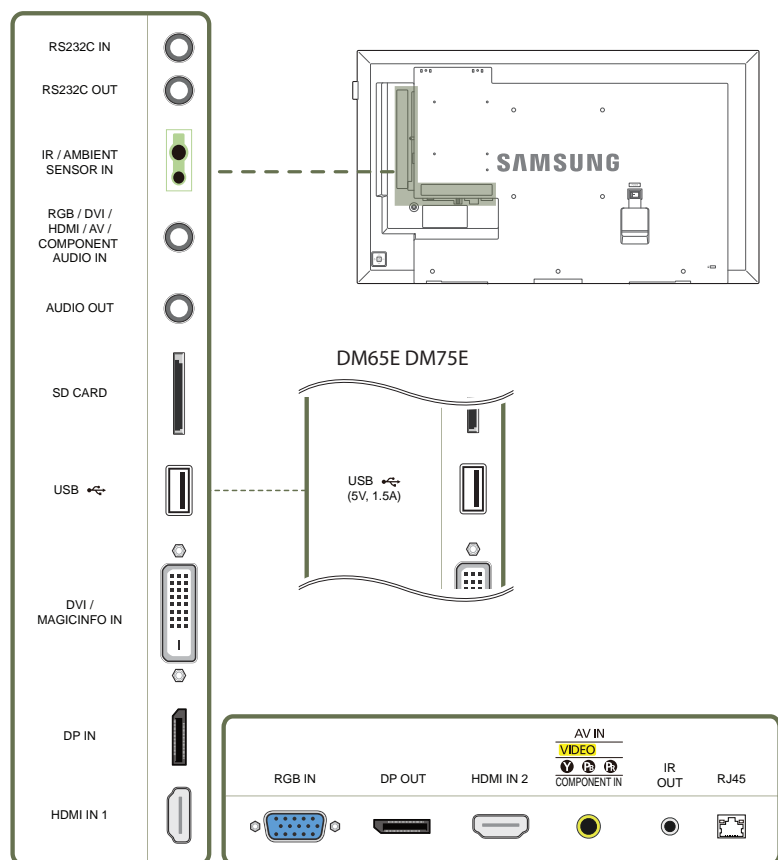 RS232C IN
RS232C OUT
IR / AMBIENT
SENSOR IN
RGB / DVI /
HDMI / AV /
COMPONENT
AUDIO IN
AUDIO OUT
SD CARD
USB
DVI /
MAGICINFO IN
DP IN
HDMI IN 1
SAMSUNG
DM65E DM75E
USB
(5V, 1.5A)
RGB IN
DP OUT
HDMI IN 2
AV IN
VIDEO
Y PB PR
COMPONENT IN
IR
OUT
RJ45